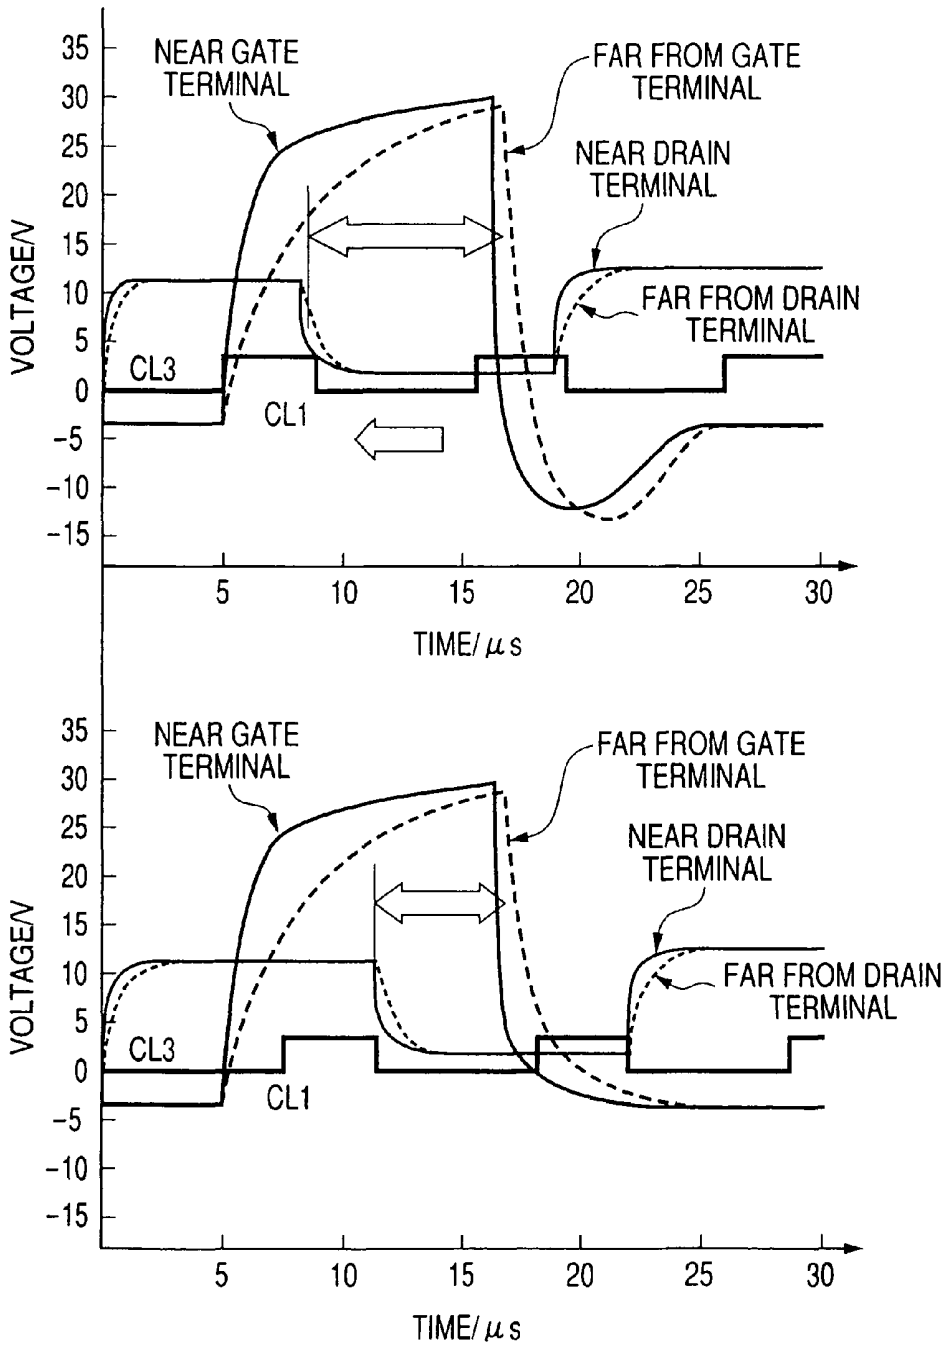 35
30
25
20
15
10
5
0
−5
−10
−15
VOLTAGE/V
NEAR GATE
TERMINAL
FAR FROM GATE
TERMINAL
NEAR DRAIN
TERMINAL
FAR FROM DRAIN
TERMINAL
CL3
CL1
5
10
15
20
25
30
TIME/ μs
35
30
25
20
15
10
5
0
−5
−10
−15
VOLTAGE/V
NEAR GATE
TERMINAL
FAR FROM GATE
TERMINAL
NEAR DRAIN
TERMINAL
FAR FROM DRAIN
TERMINAL
CL3
CL1
5
10
15
20
25
30
TIME/ μs